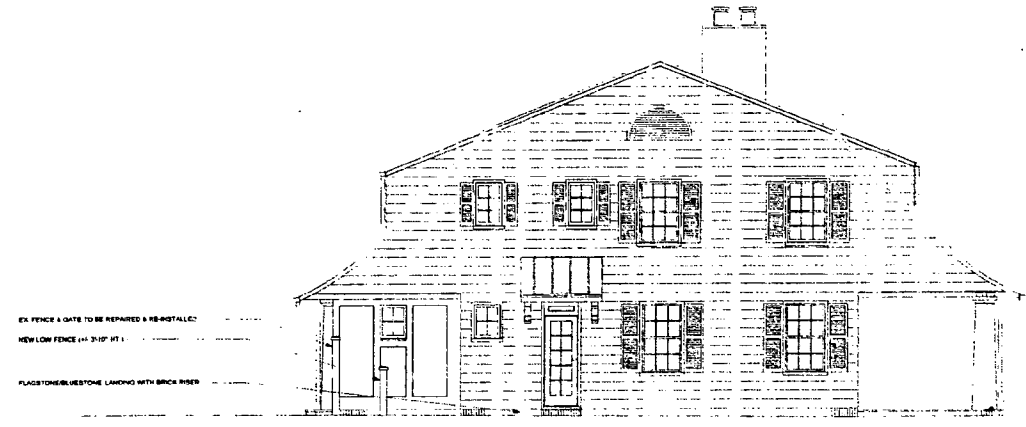 EX. FENCE & GATE TO BE REPAIRED & RE-INSTALLED
NEW LOW FENCE (+/- 3'-10" HT.)
FLAGSTONE/BLUESTONE LANDING WITH BRICK RISER